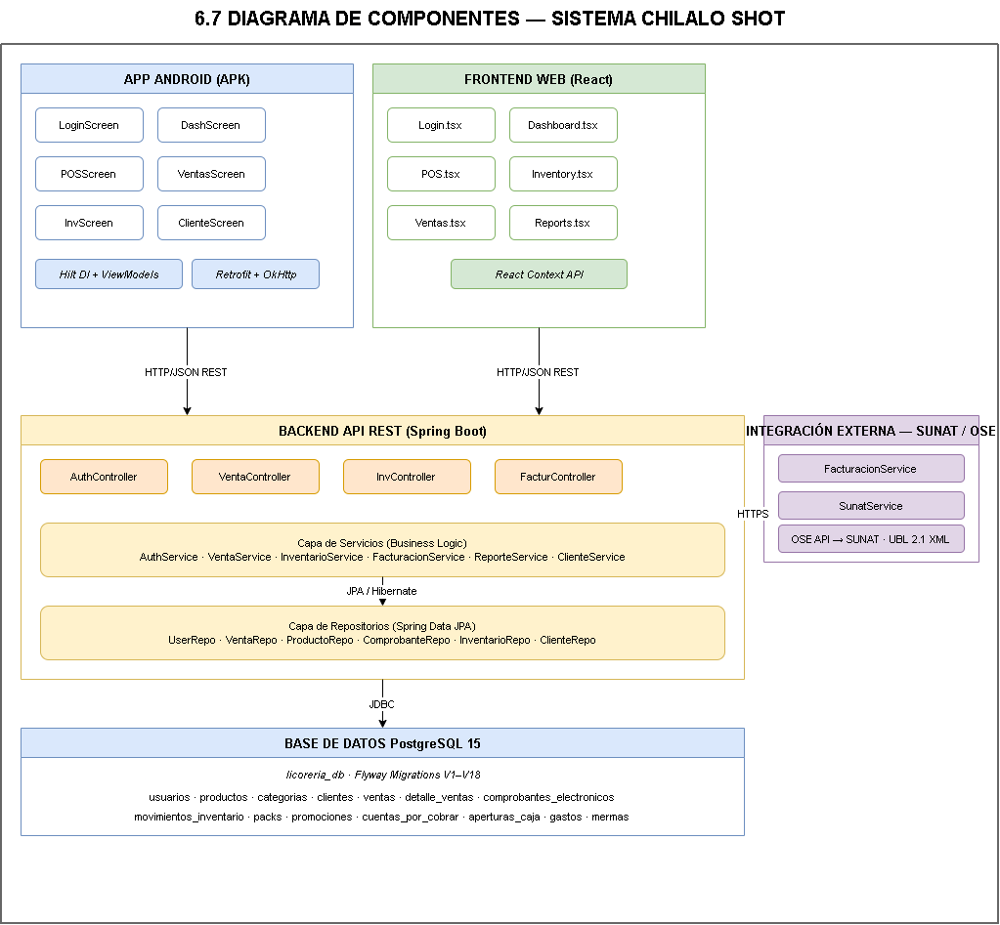 6.7 DIAGRAMA DE COMPONENTES — SISTEMA CHILALO SHOT
APP ANDROID (APK)
LoginScreen
DashScreen
POSScreen
VentasScreen
InvScreen
ClienteScreen
Hilt DI + ViewModels
Retrofit + OkHttp
FRONTEND WEB (React)
Login.tsx
Dashboard.tsx
POS.tsx
Inventory.tsx
Ventas.tsx
Reports.tsx
React Context API
HTTP/JSON REST
HTTP/JSON REST
BACKEND API REST (Spring Boot)
AuthController
VentaController
InvController
FacturController
Capa de Servicios (Business Logic)
AuthService · VentaService · InventarioService · FacturacionService · ReporteService · ClienteService
JPA / Hibernate
Capa de Repositorios (Spring Data JPA)
UserRepo · VentaRepo · ProductoRepo · ComprobanteRepo · InventarioRepo · ClienteRepo
HTTPS
INTEGRACIÓN EXTERNA — SUNAT / OSE
FacturacionService
SunatService
OSE API → SUNAT · UBL 2.1 XML
JDBC
BASE DE DATOS PostgreSQL 15
licoreria_db · Flyway Migrations V1–V18
usuarios · productos · categorias · clientes · ventas · detalle_ventas · comprobantes_electronicos
movimientos_inventario · packs · promociones · cuentas_por_cobrar · aperturas_caja · gastos · mermas